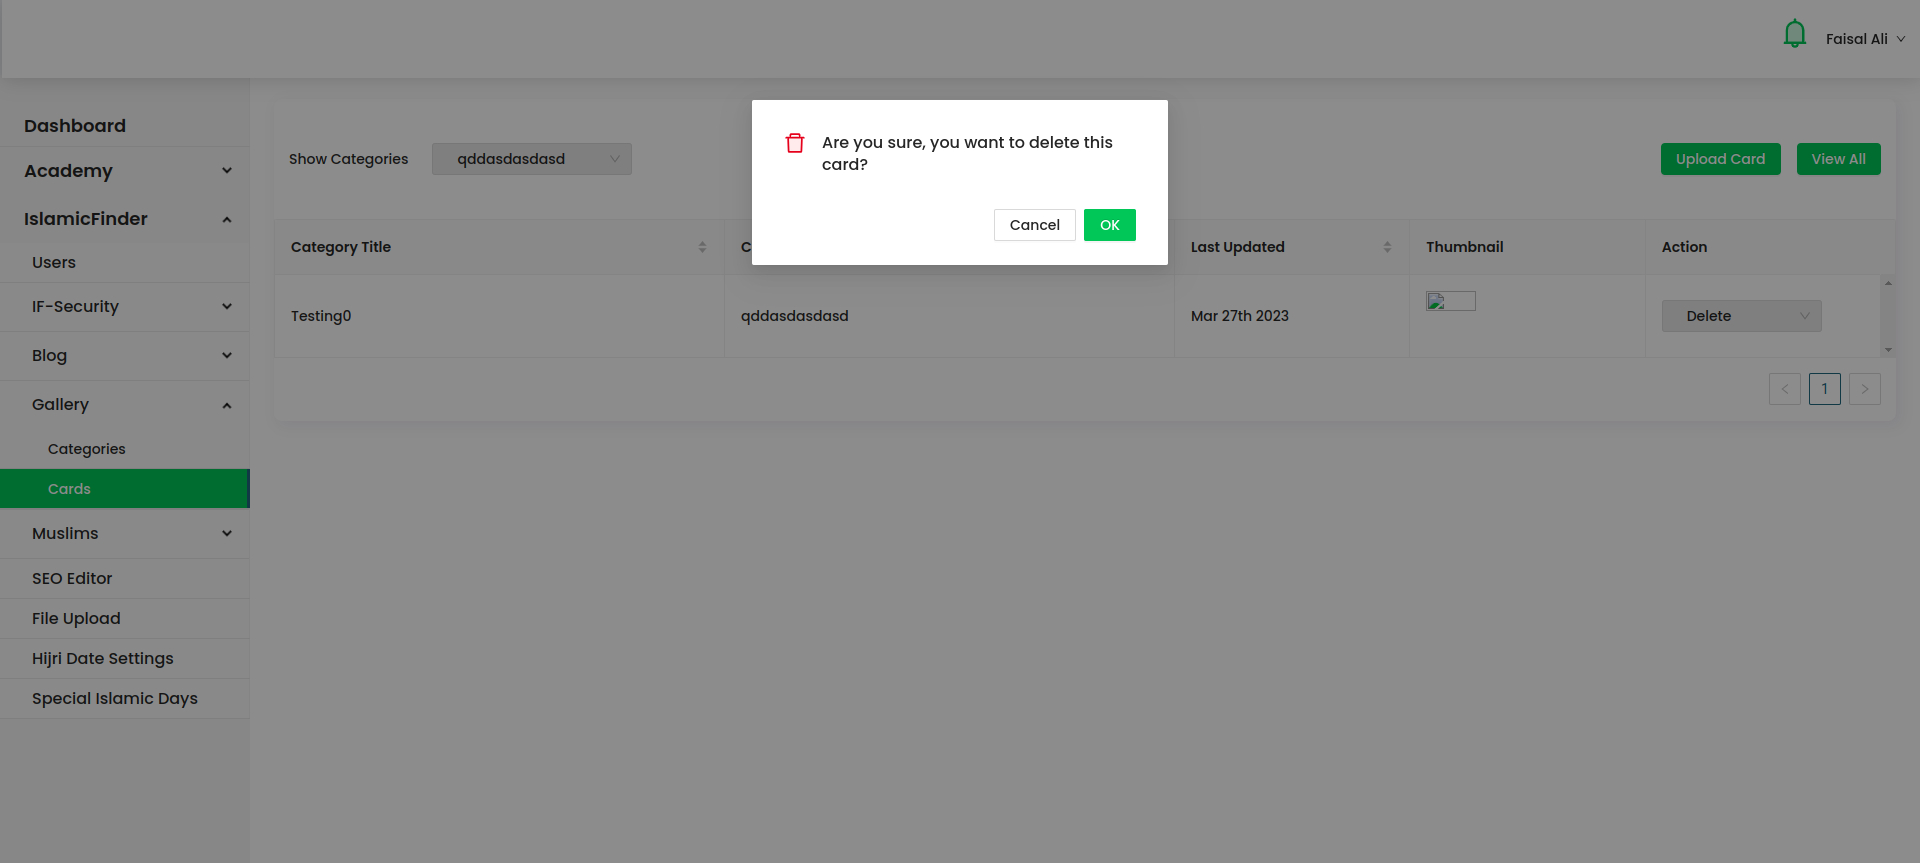 Faisal Ali
Dashboard
Academy
IslamicFinder
Users
IF-Security
Blog
Gallery
Categories
Cards
Muslims
SEO Editor
File Upload
Hijri Date Settings
Special Islamic Days
Show Categories qddasdasdasd
Upload Card View All
Are you sure, you want to delete this
card?
Cancel OK
Category Title C Last Updated Thumbnail Action
Testing0 qddasdasdasd Mar 27th 2023 Delete
< 1 >